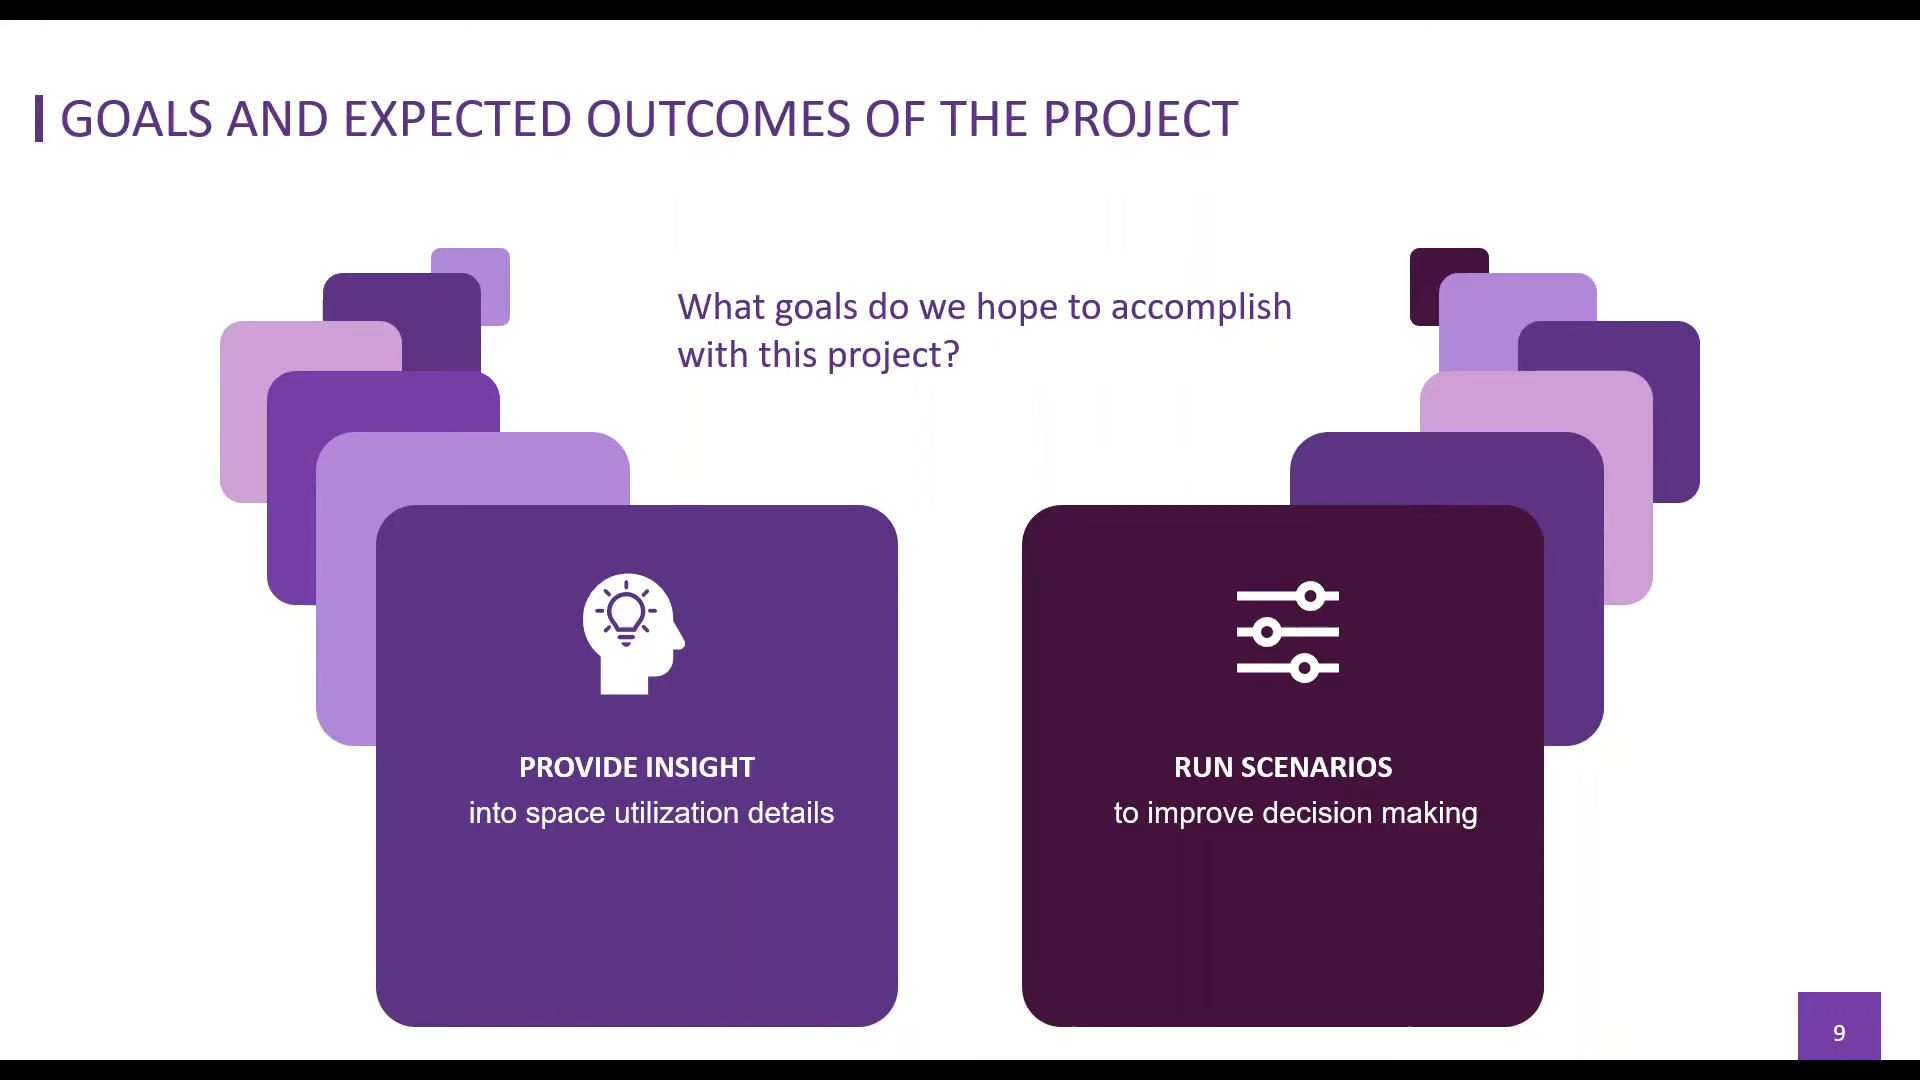 GOALS AND EXPECTED OUTCOMES OF THE PROJECT
What goals do we hope to accomplish
with this project?
PROVIDE INSIGHT
into space utilization details
RUN SCENARIOS
to improve decision making
9